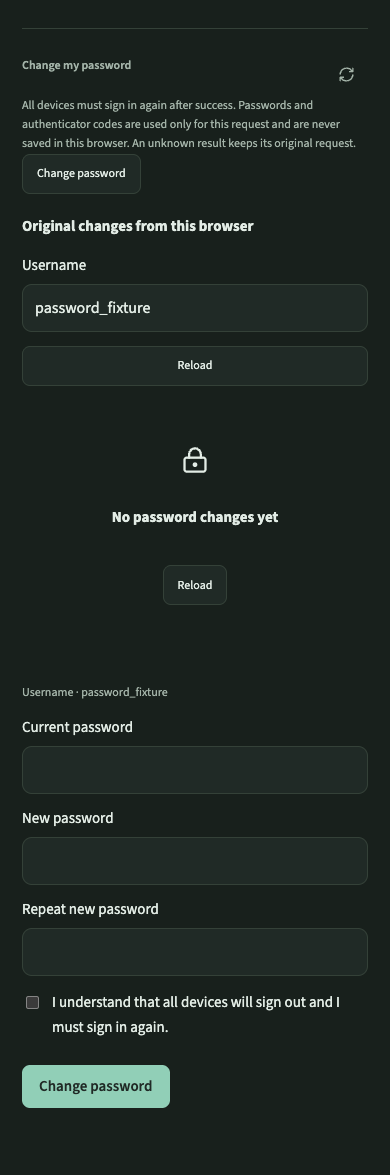 Change my password
All devices must sign in again after success. Passwords and
authenticator codes are used only for this request and are never
saved in this browser. An unknown result keeps its original request.
Change password
Original changes from this browser
Username
password_fixture
Reload
No password changes yet
Reload
Username · password_fixture
Current password
New password
Repeat new password
I understand that all devices will sign out and I
must sign in again.
Change password